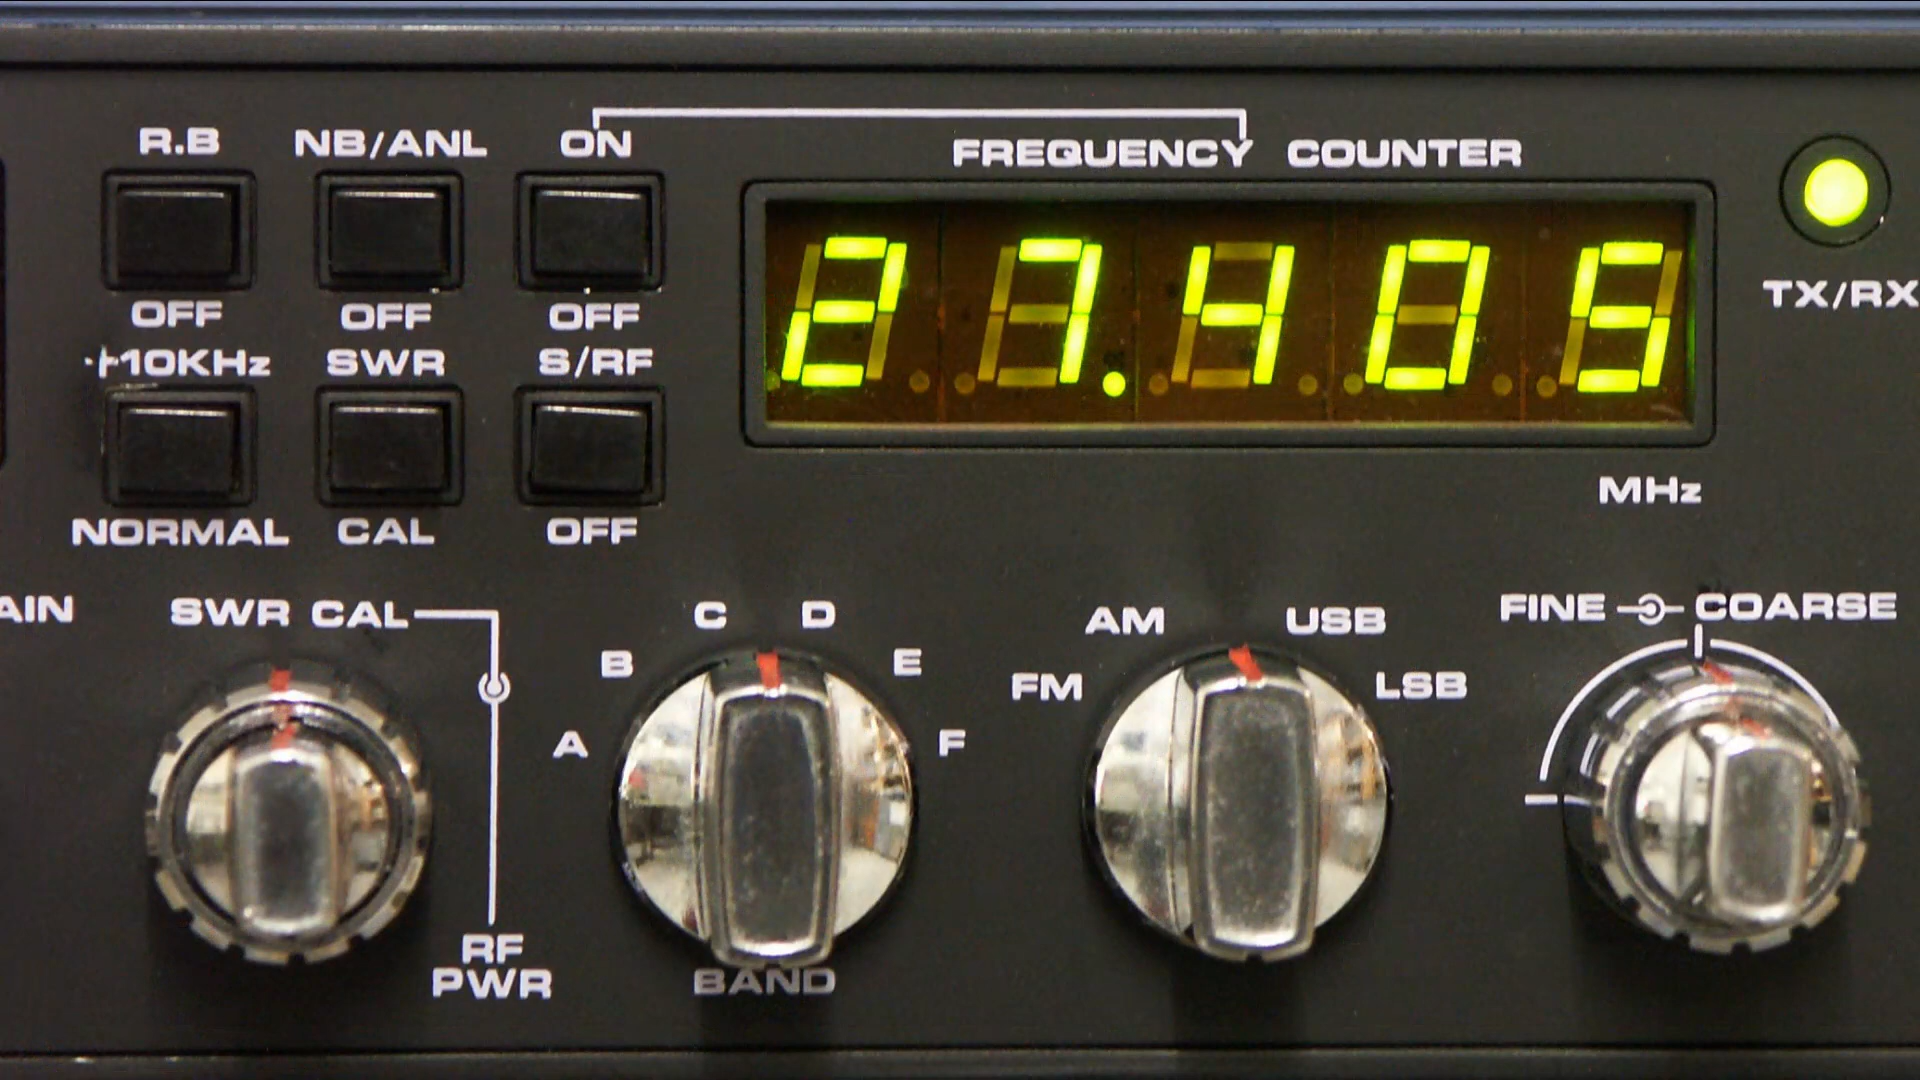 R.B NB/ANL ON
FREQUENCY COUNTER
27.405
TX/RX
OFF OFF OFF
+10KHz SWR S/RF
MHz
NORMAL CAL OFF
AIN SWR CAL
C D
AM USB
FINE COARSE
B E
FM LSB
A F
RF
PWR
BAND